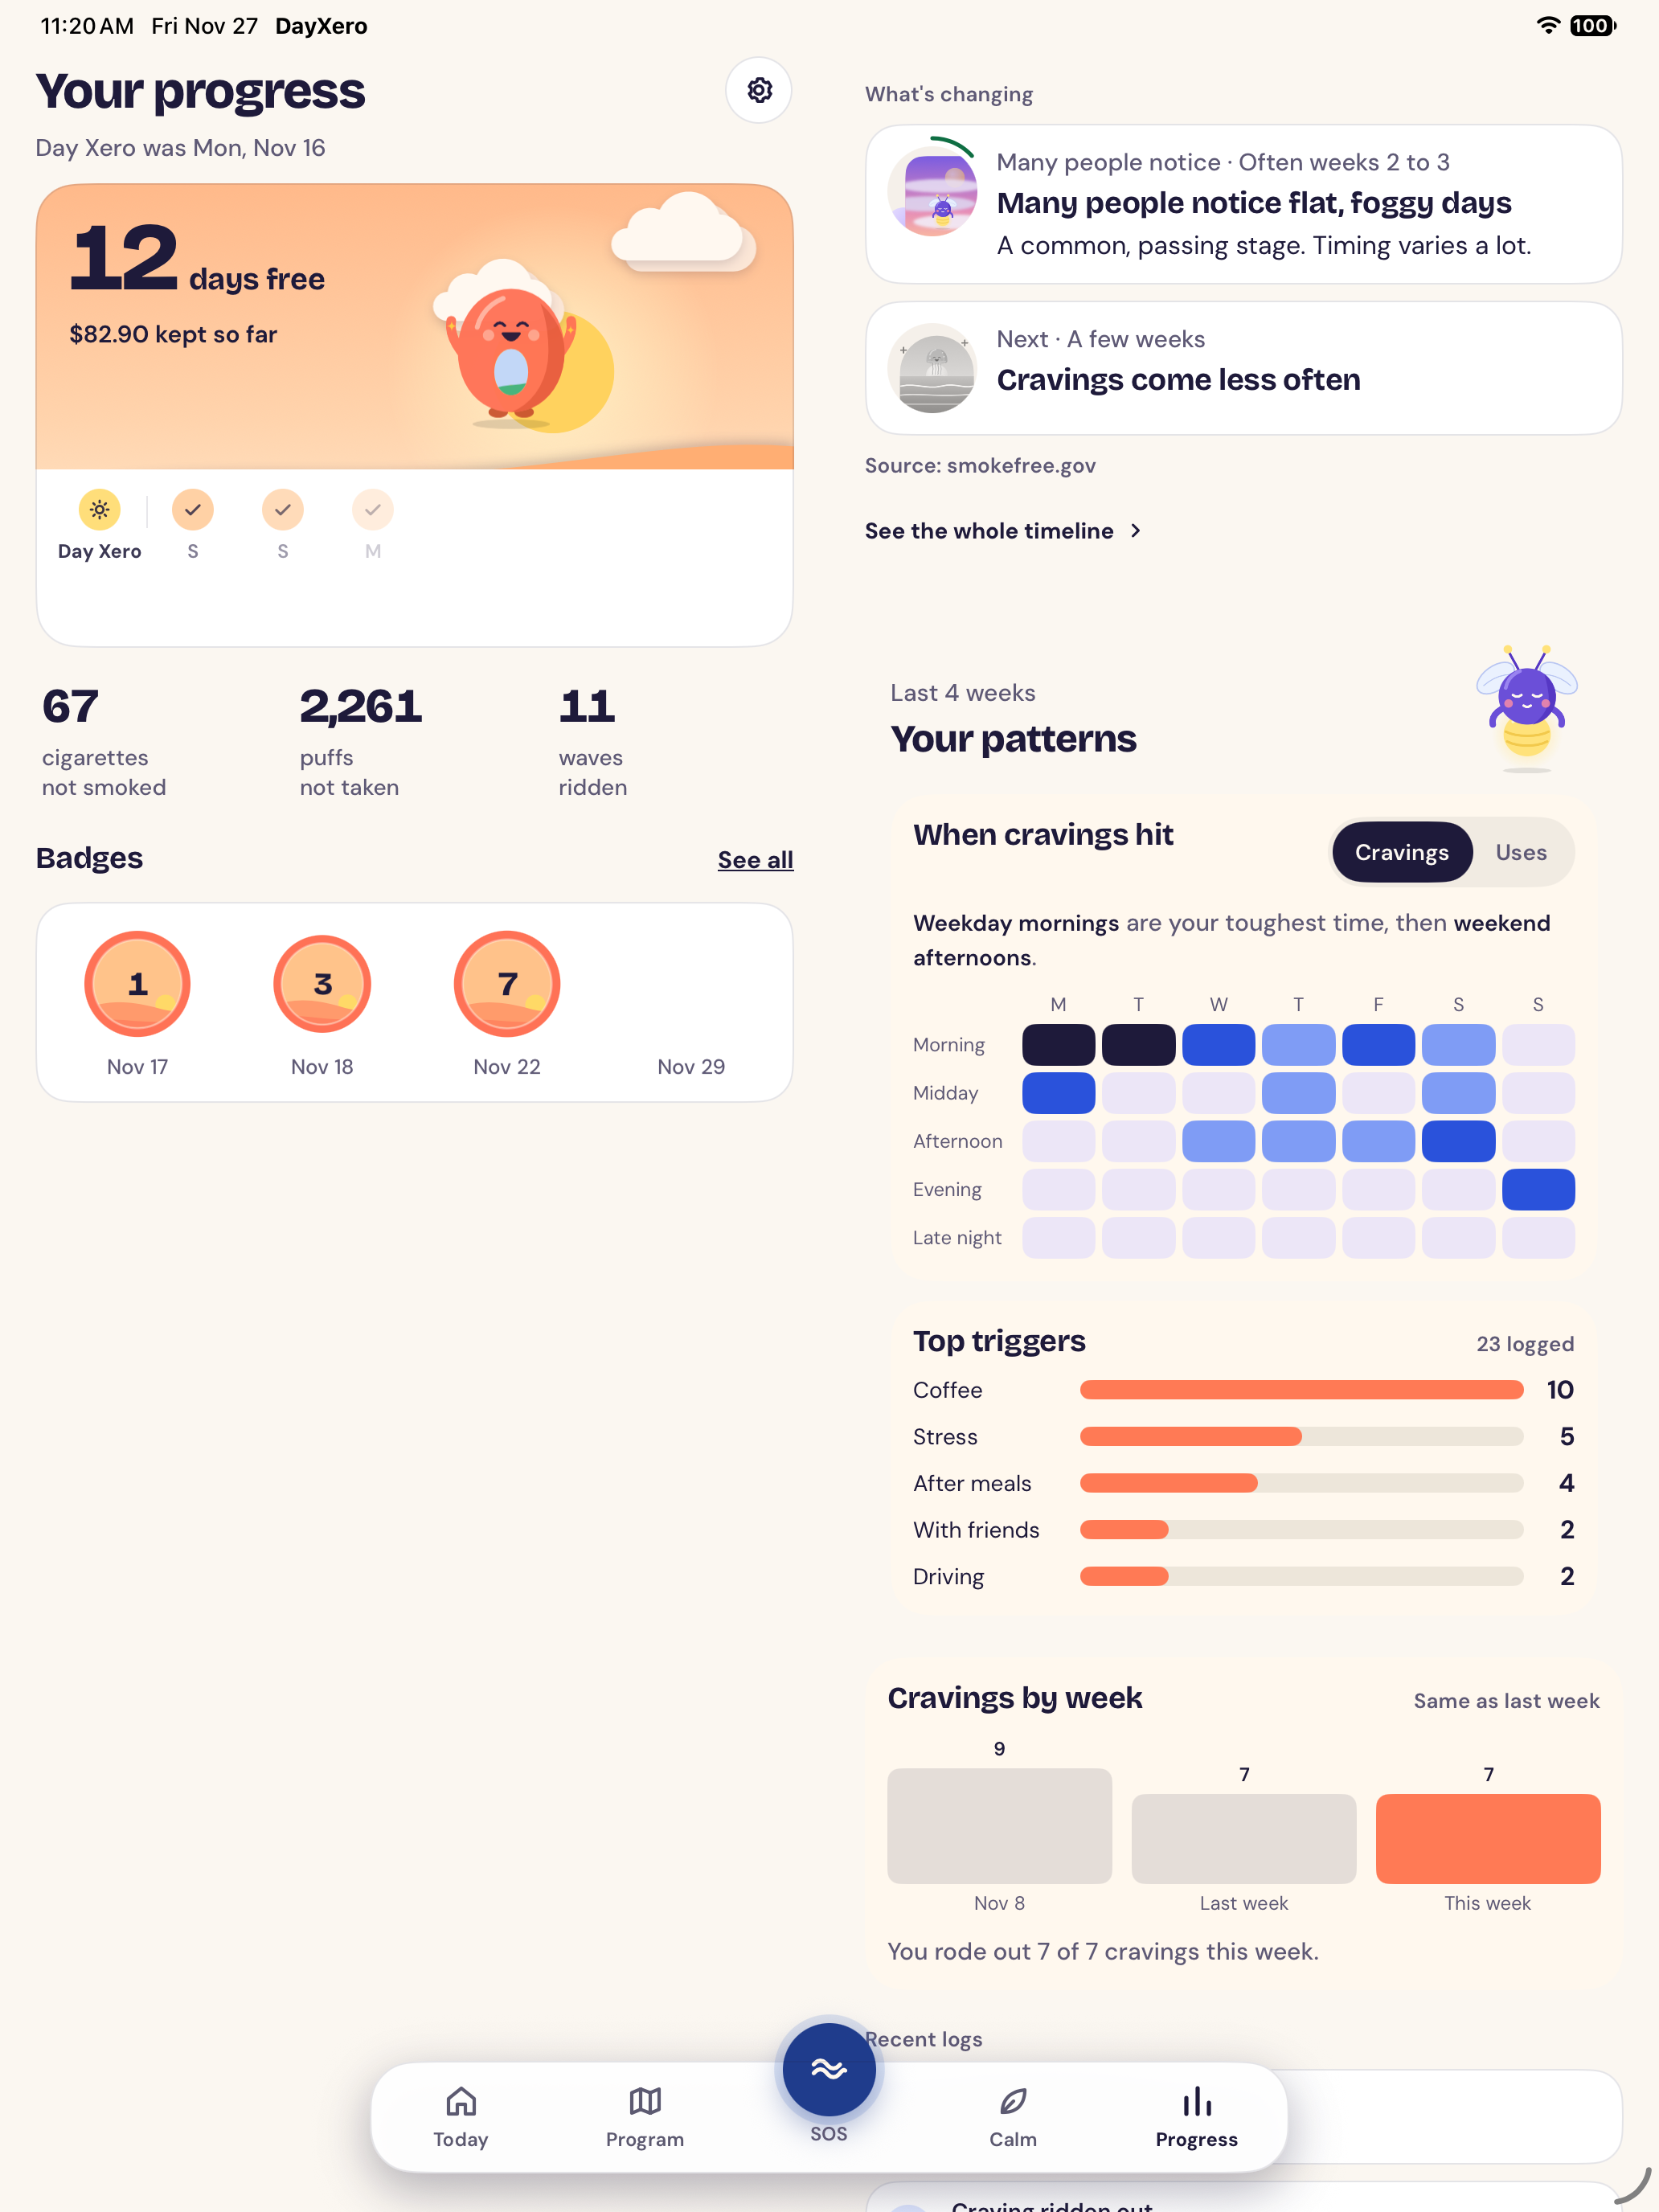 11:20 AM Fri Nov 27 DayXero
100
Your progress
Day Xero was Mon, Nov 16
12 days free
$82.90 kept so far
Day Xero S S M
67
cigarettes
not smoked
2,261
puffs
not taken
11
waves
ridden
Badges
See all
1
3
7
Nov 17
Nov 18
Nov 22
Nov 29
What's changing
Many people notice · Often weeks 2 to 3
Many people notice flat, foggy days
A common, passing stage. Timing varies a lot.
Next · A few weeks
Cravings come less often
Source: smokefree.gov
See the whole timeline
Last 4 weeks
Your patterns
When cravings hit
Cravings Uses
Weekday mornings are your toughest time, then weekend
afternoons.
M T W T F S S
Morning
Midday
Afternoon
Evening
Late night
Top triggers
23 logged
Coffee 10
Stress 5
After meals 4
With friends 2
Driving 2
Cravings by week
Same as last week
9
7
7
Nov 8
Last week
This week
You rode out 7 of 7 cravings this week.
Recent logs
Today
Program
SOS
Calm
Progress
Craving ridden out